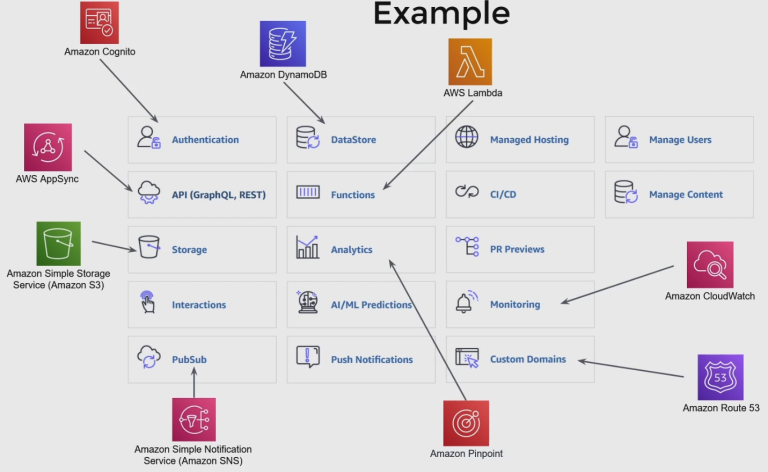 Example
Amazon Cognito
Amazon DynamoDB
AWS Lambda
Authentication
DataStore
Managed Hosting
Manage Users
AWS AppSync
API (GraphQL, REST)
Functions
CI/CD
Manage Content
Storage
Analytics
PR Previews
Amazon Simple Storage
Service (Amazon S3)
Amazon CloudWatch
Interactions
AI/ML Predictions
Monitoring
PubSub
Push Notifications
Custom Domains
53
Amazon Route 53
Amazon Simple Notification
Service (Amazon SNS)
Amazon Pinpoint